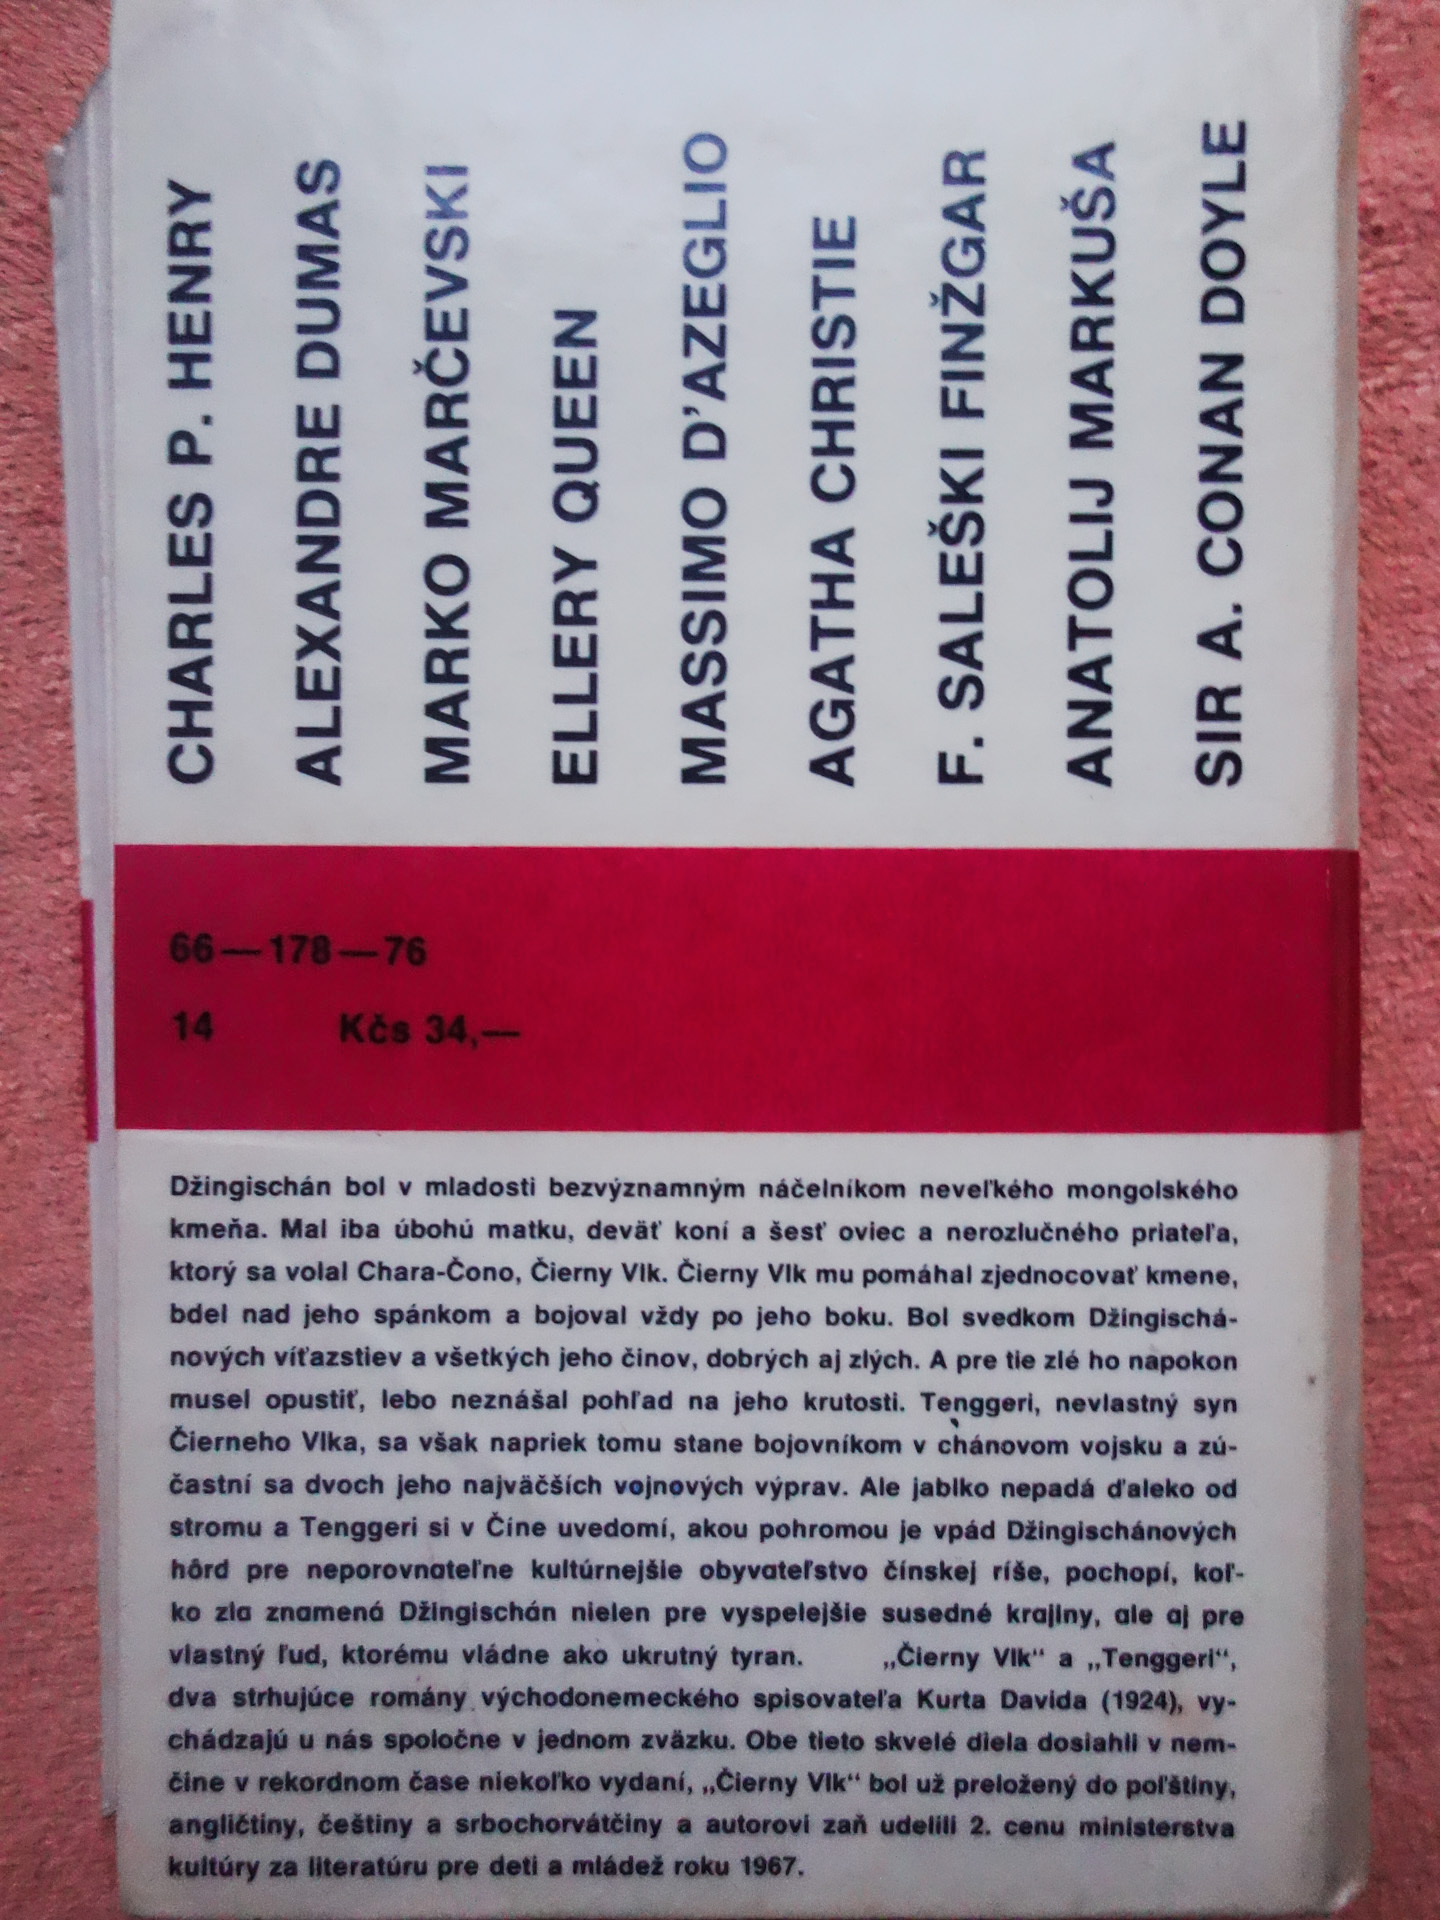 CHARLES P. HENRY
ALEXANDRE DUMAS
MARKO MARČEVSKI
ELLERY QUEEN
MASSIMO D'AZEGLIO
AGATHA CHRISTIE
F. SALEŠKI FINŽGAR
ANATOLIJ MARKUŠA
SIR A. CONAN DOYLE
66—178—76
14 Kčs 34,—
Džingischán bol v mladosti bezvýznamným náčelníkom neveľkého mongolského
kmeňa. Mal iba úbohú matku, deväť koní a šesť oviec a nerozlučného priateľa,
ktorý sa volal Chara-Čono, Čierny Vlk. Čierny Vlk mu pomáhal zjednocovať kmene,
bdel nad jeho spánkom a bojoval vždy po jeho boku. Bol svedkom Džingischá-
nových víťazstiev a všetkých jeho činov, dobrých aj zlých. A pre tie zlé ho napokon
musel opustiť, lebo neznášal pohľad na jeho krutosti. Tenggeri, nevlastný syn
Čierneho Vlka, sa však napriek tomu stane bojovníkom v chánovom vojsku a zú-
častní sa dvoch jeho najväčších vojnových výprav. Ale jablko nepadá ďaleko od
stromu a Tenggeri si v Číne uvedomí, akou pohromou je vpád Džingischánových
hôrd pre neporovnateľne kultúrnejšie obyvateľstvo čínskej ríše, pochopí, koľ-
ko zla znamená Džingischán nielen pre vyspelejšie susedné krajiny, ale aj pre
vlastný ľud, ktorému vládne ako ukrutný tyran. „Čierny Vlk“ a „Tenggeri“,
dva strhujúce romány východonemeckého spisovateľa Kurta Davida (1924), vy-
chádzajú u nás spoločne v jednom zväzku. Obe tieto skvelé diela dosiahli v nem-
čine v rekordnom čase niekoľko vydaní, „Čierny Vlk“ bol už preložený do poľštiny,
angličtiny, češtiny a srbochorvátčiny a autorovi zaň udelili 2. cenu ministerstva
kultúry za literatúru pre deti a mládež roku 1967.